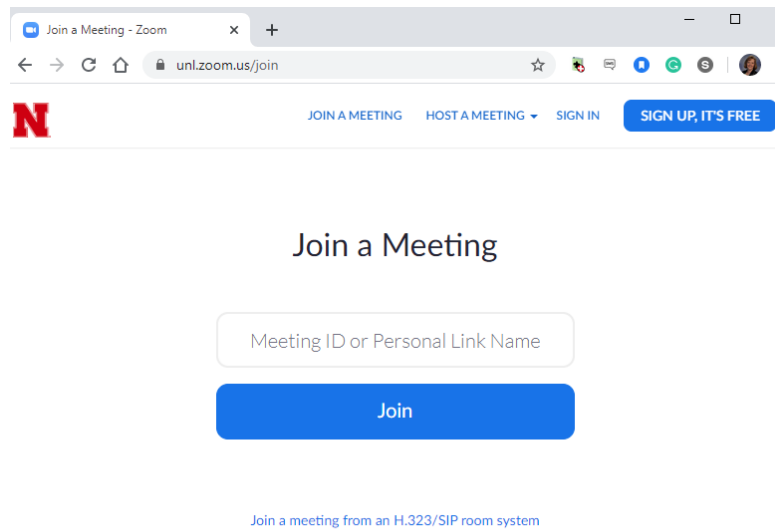 Join a Meeting - Zoom
unl.zoom.us/join
N
JOIN A MEETING HOST A MEETING SIGN IN SIGN UP, IT'S FREE
Join a Meeting
Meeting ID or Personal Link Name
Join
Join a meeting from an H.323/SIP room system